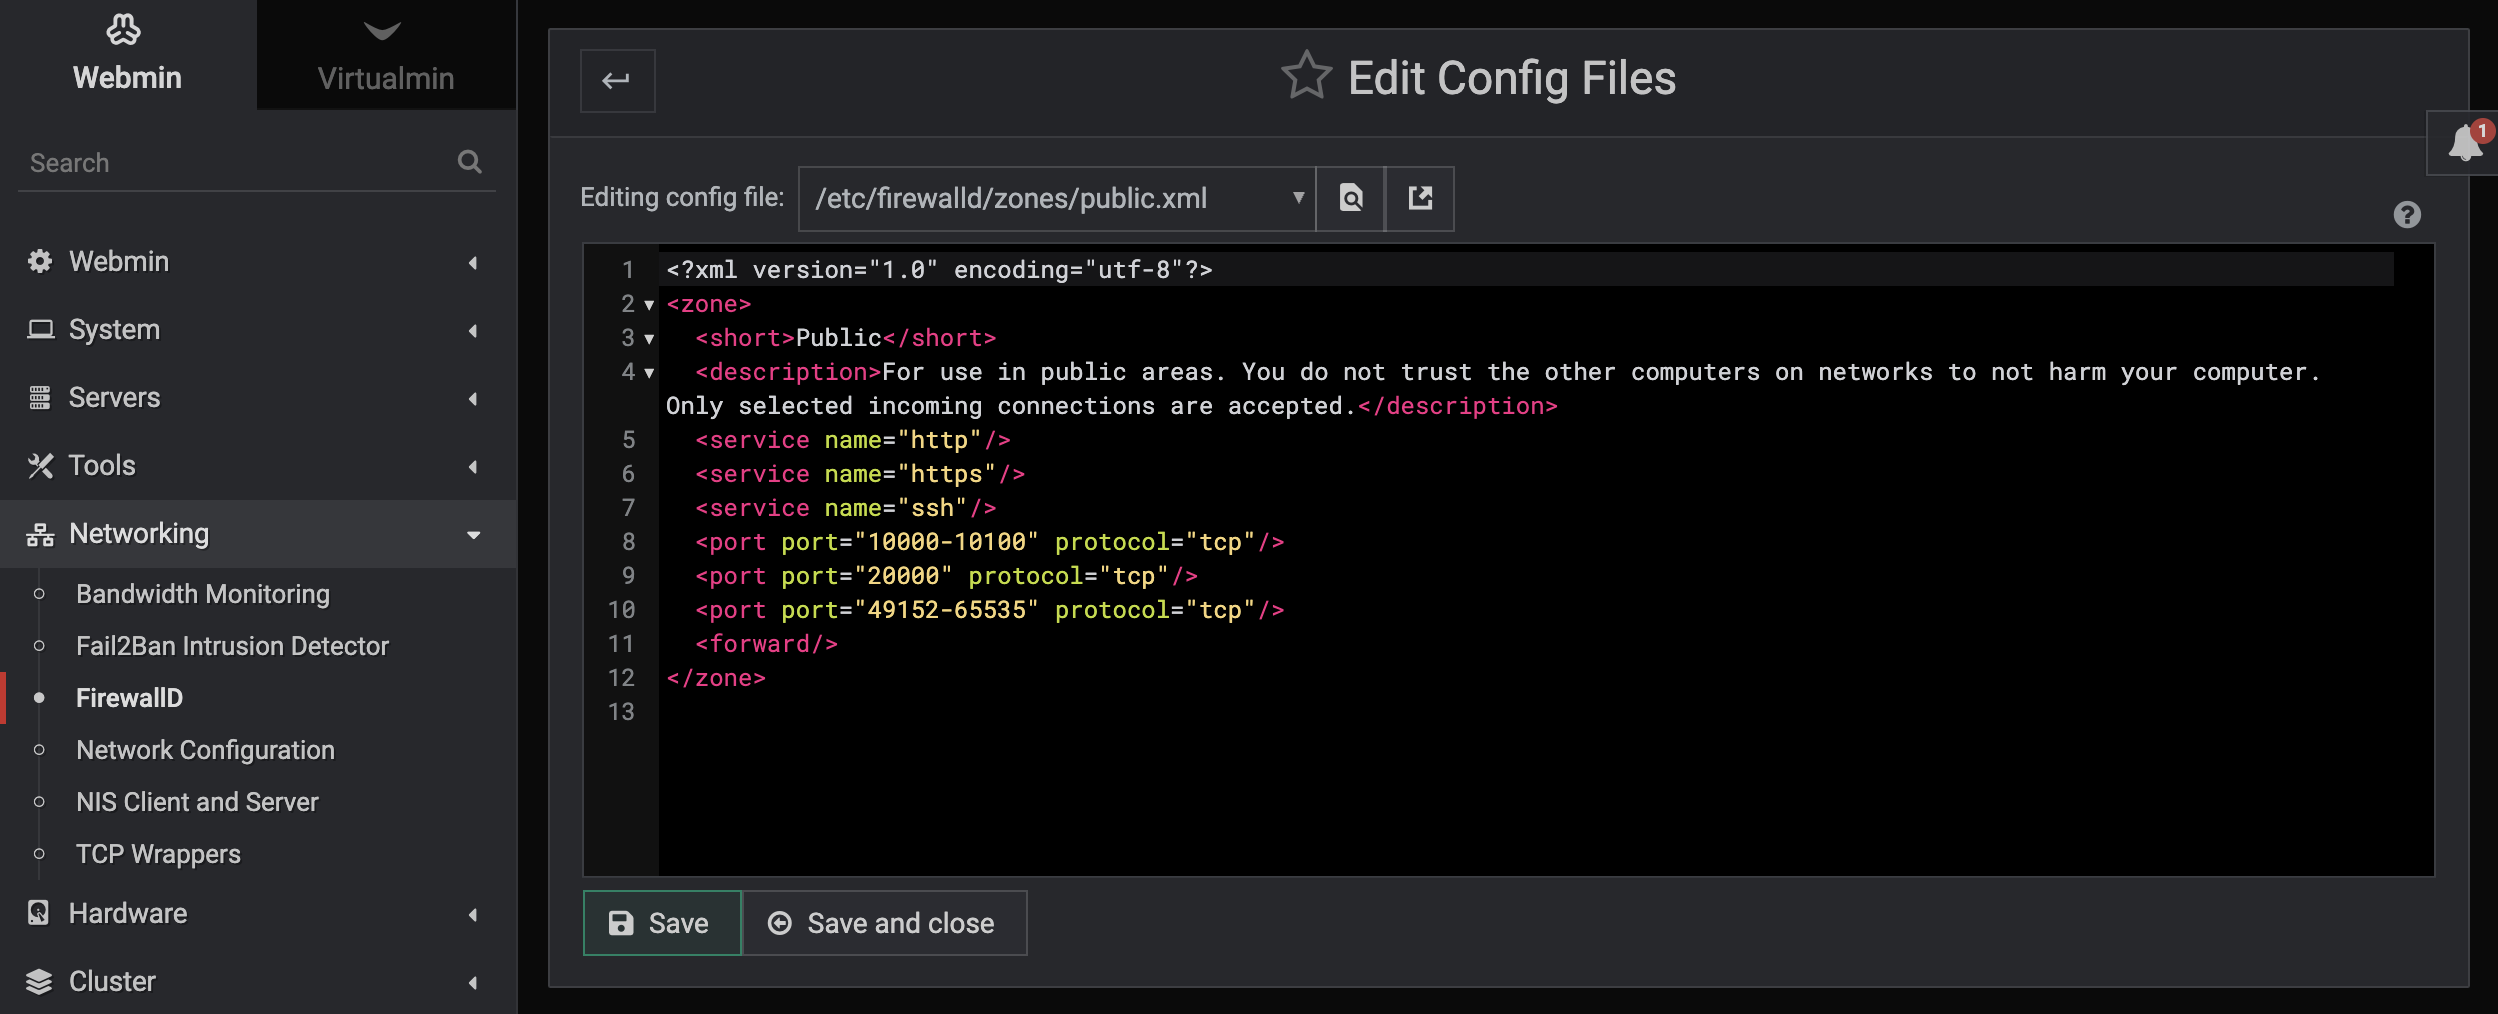 Webmin
Virtualmin
Search
Webmin
System
Servers
Tools
Networking
Bandwidth Monitoring
Fail2Ban Intrusion Detector
FirewallD
Network Configuration
NIS Client and Server
TCP Wrappers
Hardware
Cluster
Edit Config Files
1
Editing config file: /etc/firewalld/zones/public.xml
?
1 <?xml version="1.0" encoding="utf-8"?>
2 <zone>
3 <short>Public</short>
4 <description>For use in public areas. You do not trust the other computers on networks to not harm your computer.
Only selected incoming connections are accepted.</description>
5 <service name="http"/>
6 <service name="https"/>
7 <service name="ssh"/>
8 <port port="10000-10100" protocol="tcp"/>
9 <port port="20000" protocol="tcp"/>
10 <port port="49152-65535" protocol="tcp"/>
11 <forward/>
12 </zone>
13
Save
Save and close